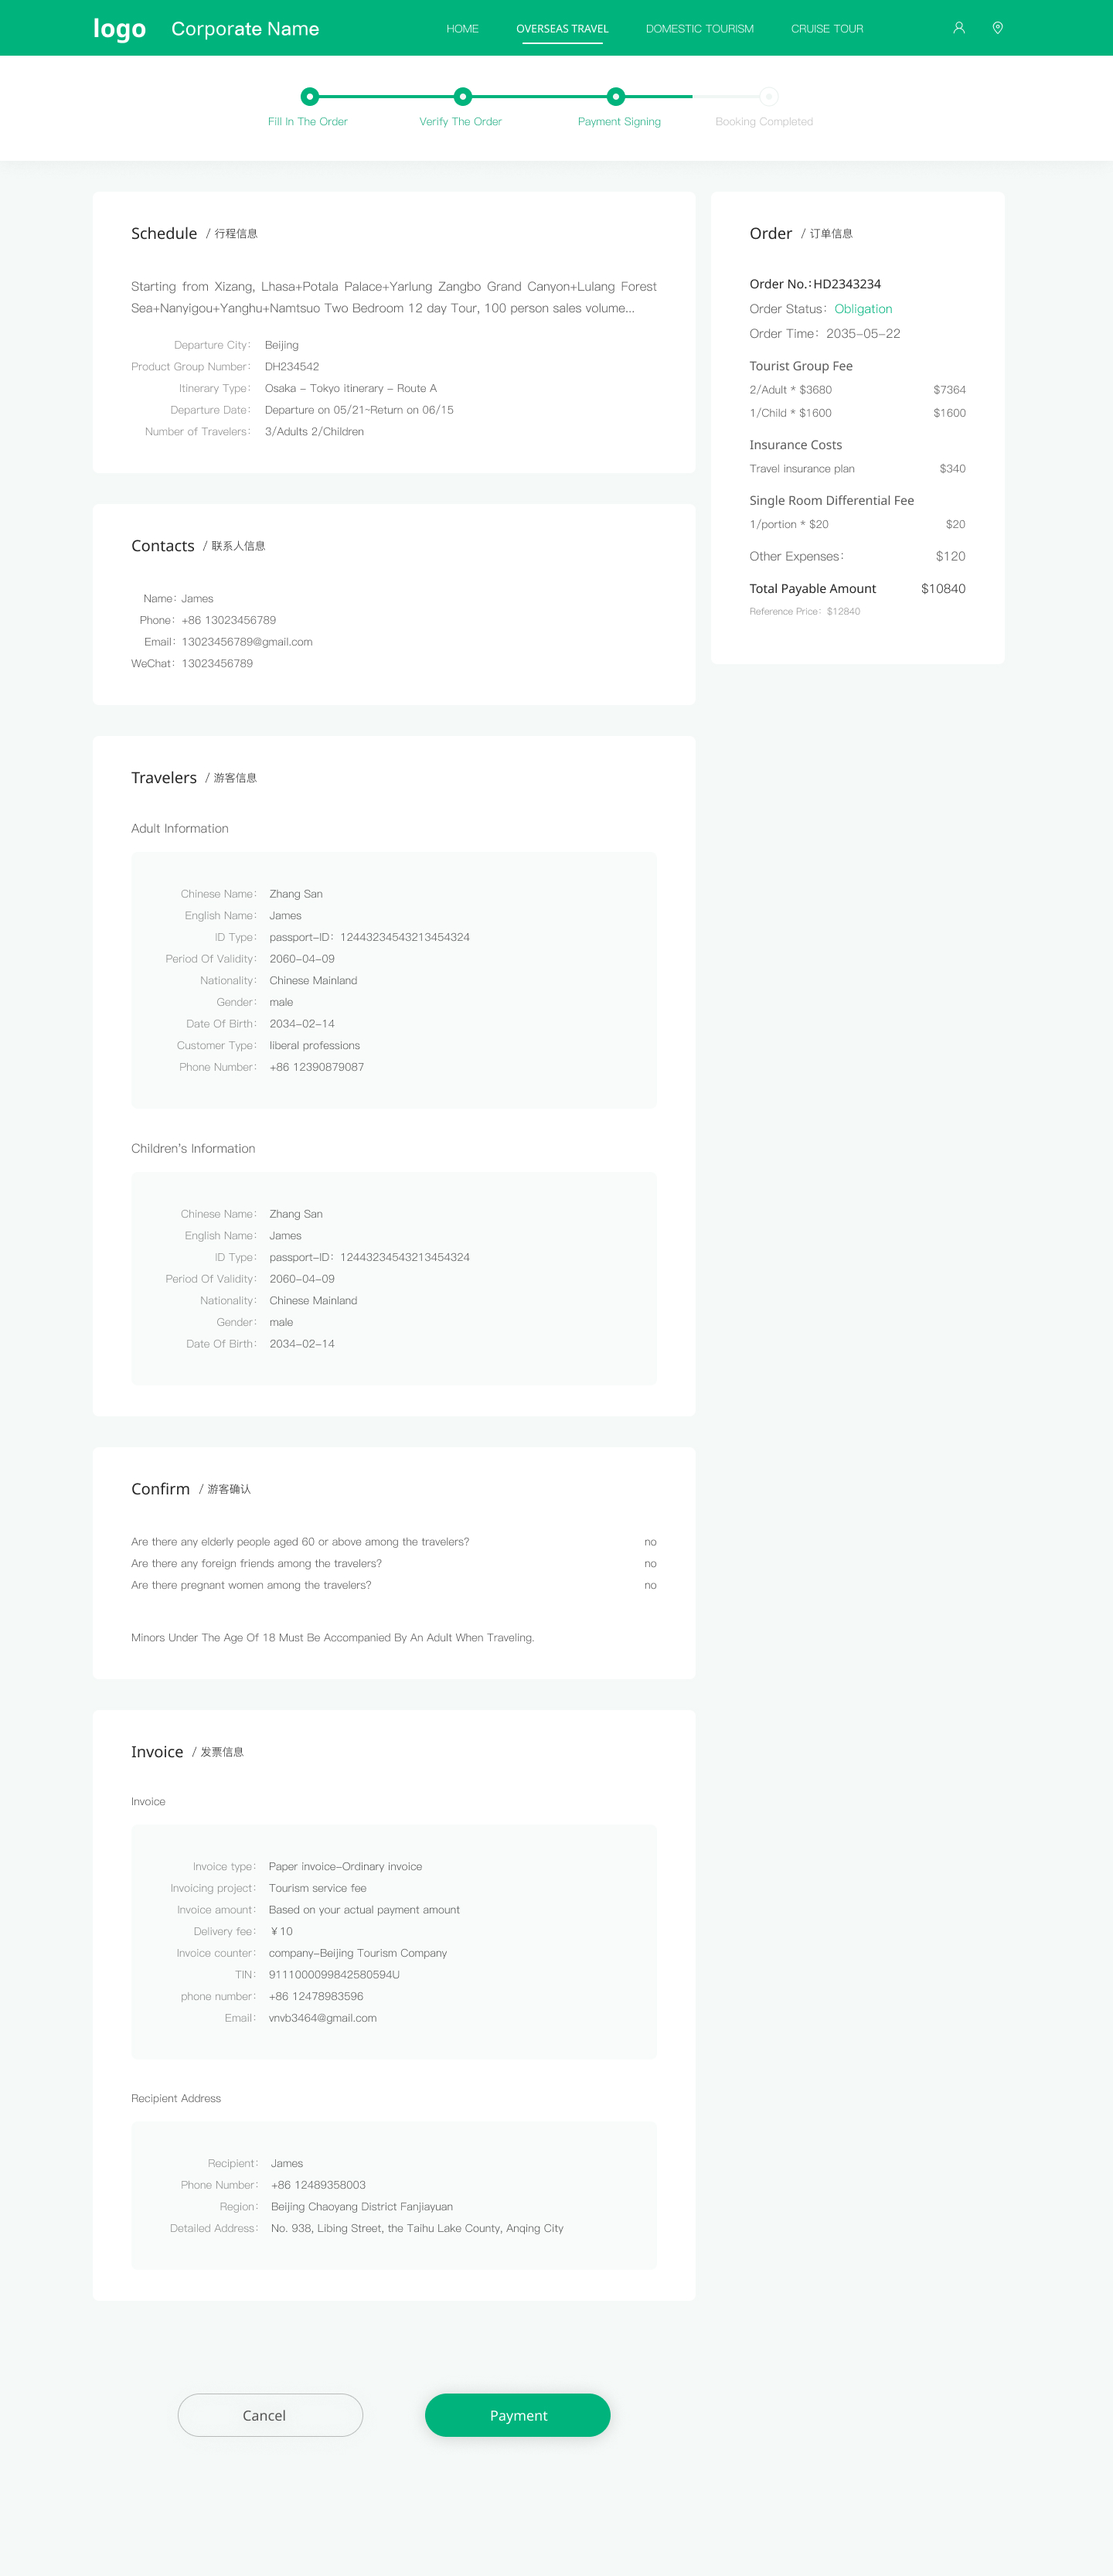 logo Corporate Name HOME OVERSEAS TRAVEL DOMESTIC TOURISM CRUISE TOUR
Fill In The Order Verify The Order Payment Signing Booking Completed
Schedule / 行程信息
Starting from Xizang, Lhasa+Potala Palace+Yarlung Zangbo Grand Canyon+Lulang Forest
Sea+Nanyigou+Yanghu+Namtsuo Two Bedroom 12 day Tour, 100 person sales volume...
Departure City： Beijing
Product Group Number： DH234542
Itinerary Type： Osaka - Tokyo itinerary - Route A
Departure Date： Departure on 05/21~Return on 06/15
Number of Travelers： 3/Adults 2/Children
Order / 订单信息
Order No.：HD2343234
Order Status： Obligation
Order Time：2035-05-22
Tourist Group Fee
2/Adult * $3680 $7364
1/Child * $1600 $1600
Insurance Costs
Travel insurance plan $340
Single Room Differential Fee
1/portion * $20 $20
Other Expenses： $120
Total Payable Amount $10840
Reference Price：$12840
Contacts / 联系人信息
Name：James
Phone：+86 13023456789
Email：13023456789@gmail.com
WeChat：13023456789
Travelers / 游客信息
Adult Information
Chinese Name： Zhang San
English Name： James
ID Type： passport-ID：12443234543213454324
Period Of Validity： 2060-04-09
Nationality： Chinese Mainland
Gender： male
Date Of Birth： 2034-02-14
Customer Type： liberal professions
Phone Number： +86 12390879087
Children's Information
Chinese Name： Zhang San
English Name： James
ID Type： passport-ID：12443234543213454324
Period Of Validity： 2060-04-09
Nationality： Chinese Mainland
Gender： male
Date Of Birth： 2034-02-14
Confirm / 游客确认
Are there any elderly people aged 60 or above among the travelers? no
Are there any foreign friends among the travelers? no
Are there pregnant women among the travelers? no
Minors Under The Age Of 18 Must Be Accompanied By An Adult When Traveling.
Invoice / 发票信息
Invoice
Invoice type： Paper invoice-Ordinary invoice
Invoicing project： Tourism service fee
Invoice amount： Based on your actual payment amount
Delivery fee： ￥10
Invoice counter： company-Beijing Tourism Company
TIN： 9111000099842580594U
phone number： +86 12478983596
Email： vnvb3464@gmail.com
Recipient Address
Recipient： James
Phone Number： +86 12489358003
Region： Beijing Chaoyang District Fanjiayuan
Detailed Address： No. 938, Libing Street, the Taihu Lake County, Anqing City
Cancel Payment